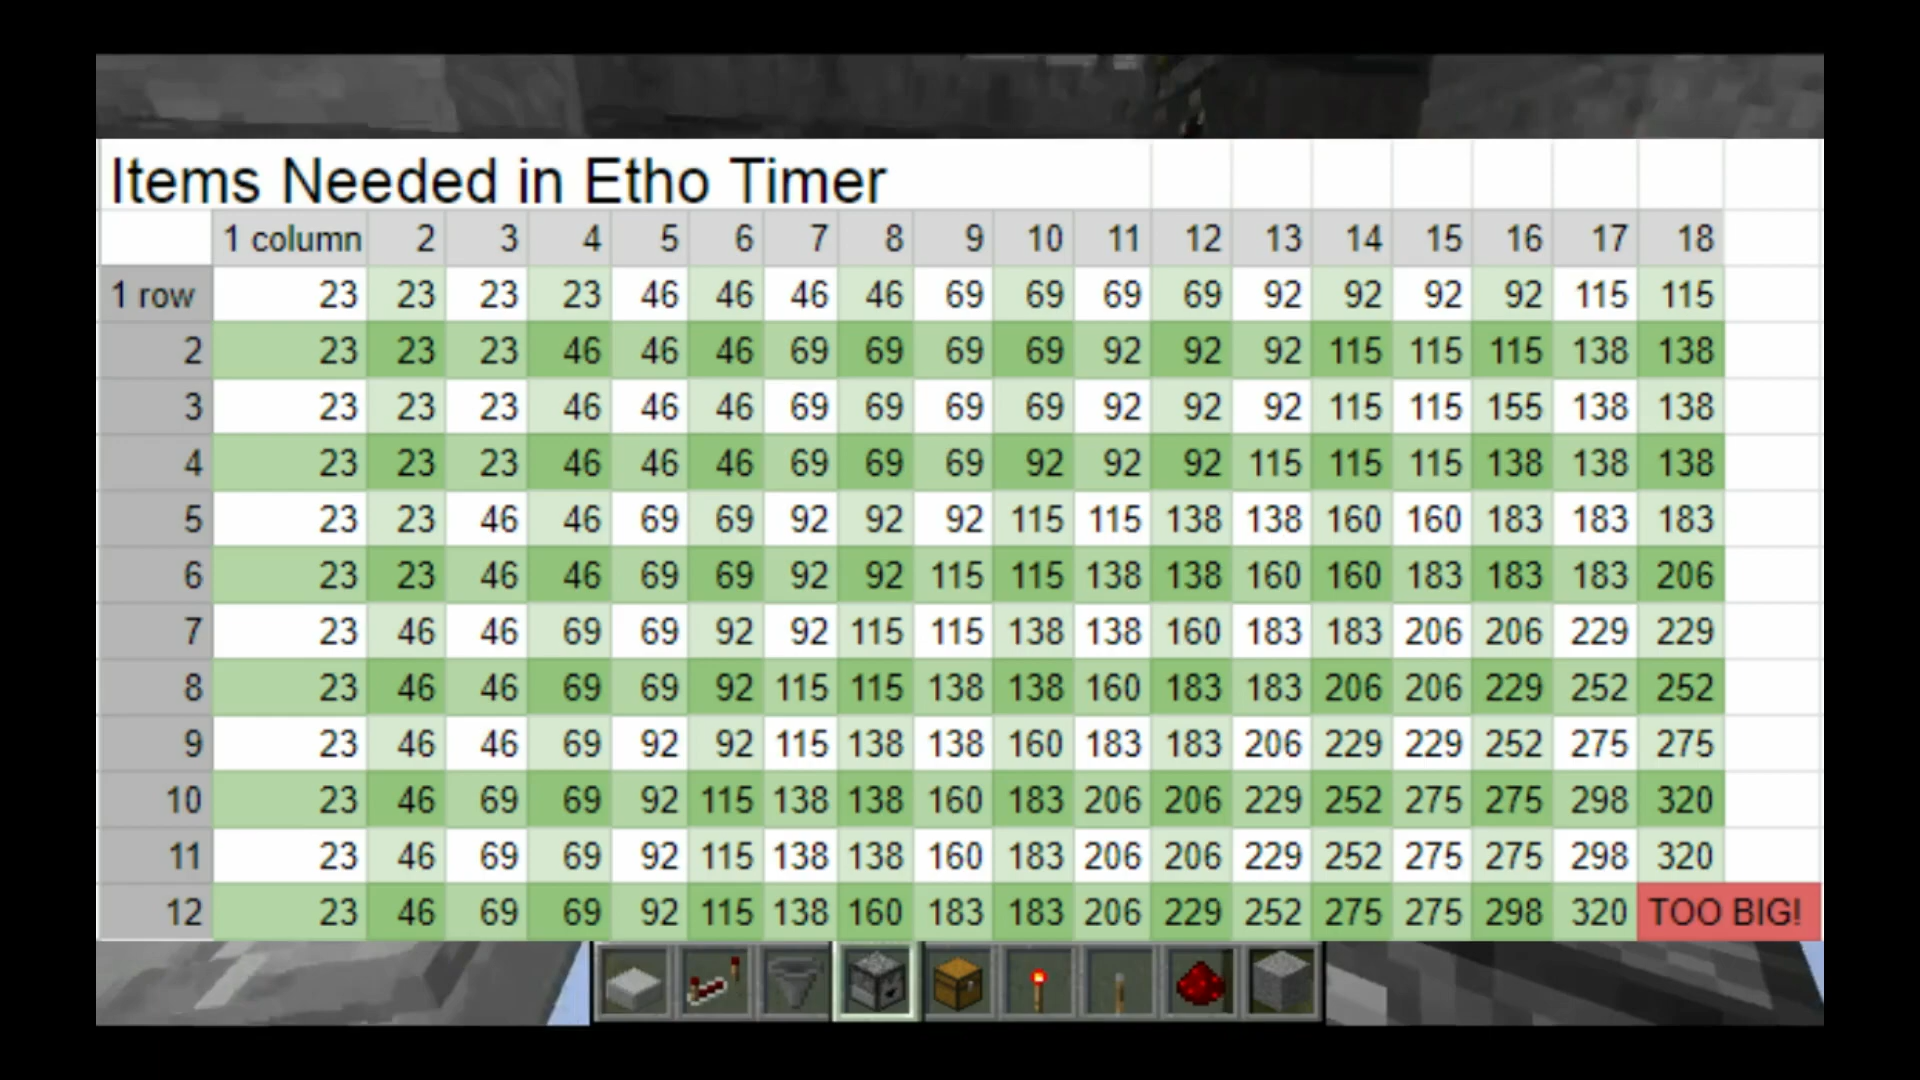 Items Needed in Etho Timer
1 column 2 3 4 5 6 7 8 9 10 11 12 13 14 15 16 17 18
1 row 23 23 23 23 46 46 46 46 69 69 69 69 92 92 92 92 115 115
2 23 23 23 46 46 46 69 69 69 69 92 92 92 115 115 115 138 138
3 23 23 23 46 46 46 69 69 69 69 92 92 92 115 115 155 138 138
4 23 23 23 46 46 46 69 69 69 92 92 92 115 115 115 138 138 138
5 23 23 46 46 69 69 92 92 92 115 115 138 138 160 160 183 183 183
6 23 23 46 46 69 69 92 92 115 115 138 138 160 160 183 183 183 206
7 23 46 46 69 69 92 92 115 115 138 138 160 183 183 206 206 229 229
8 23 46 46 69 69 92 115 115 138 138 160 183 183 206 206 229 252 252
9 23 46 46 69 92 92 115 138 138 160 183 183 206 229 229 252 275 275
10 23 46 69 69 92 115 138 138 160 183 206 206 229 252 275 275 298 320
11 23 46 69 69 92 115 138 138 160 183 206 206 229 252 275 275 298 320
12 23 46 69 69 92 115 138 160 183 183 206 229 252 275 275 298 320 TOO BIG!